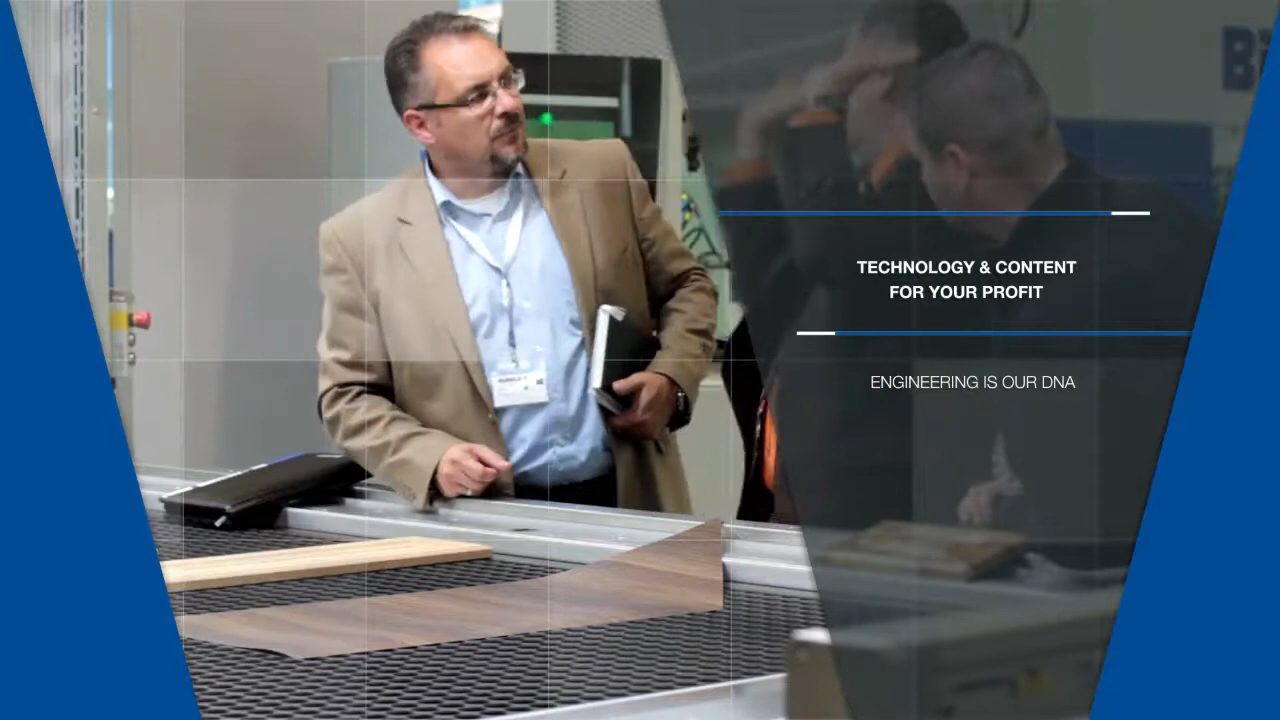 TECHNOLOGY & CONTENT
FOR YOUR PROFIT
ENGINEERING IS OUR DNA